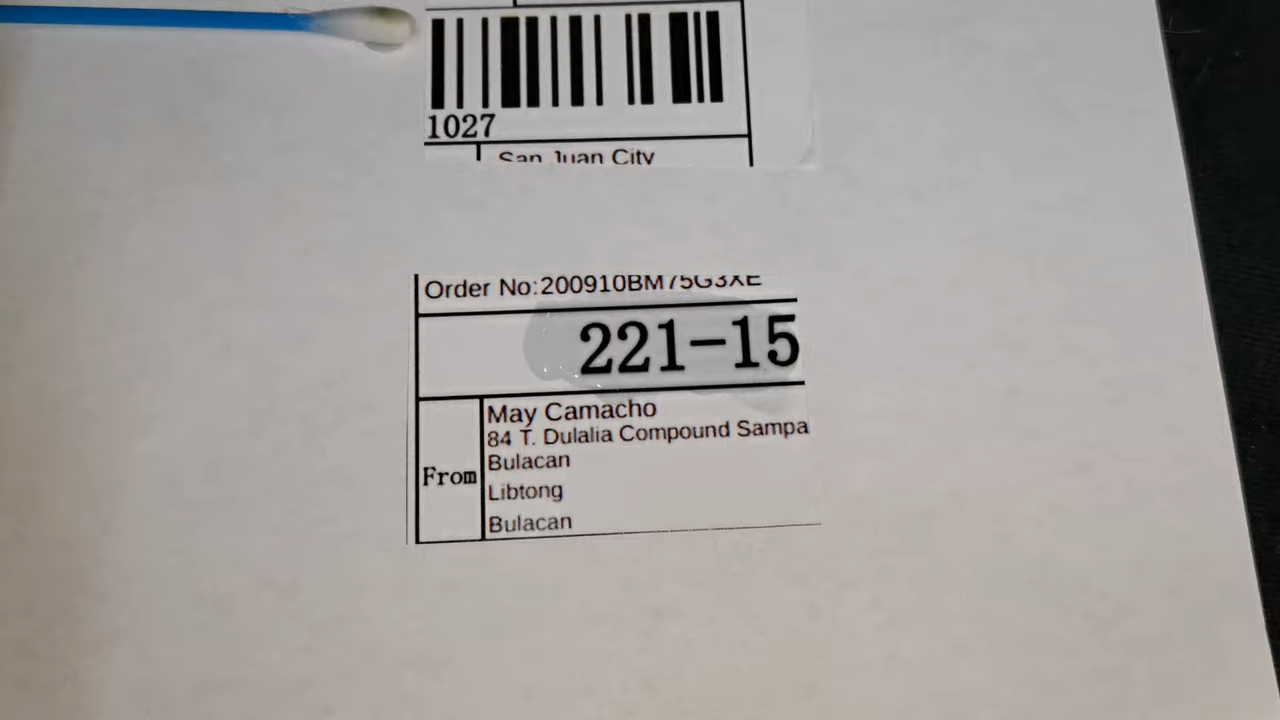 1027
San Juan City
Order No:200910BM75G3XE
221-15
May Camacho
84 T. Dulalia Compound Sampa
From
Bulacan
Libtong
Bulacan